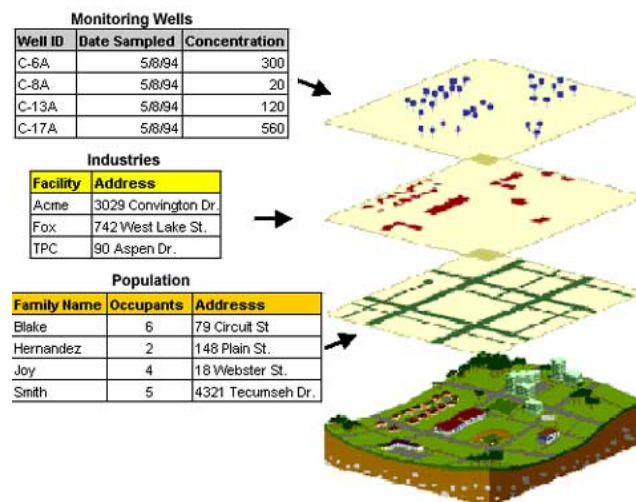 Monitoring Wells
Well ID Date Sampled Concentration
C-6A 5/8/94 300
C-8A 5/8/94 20
C-13A 5/8/94 120
C-17A 5/8/94 560
Industries
Facility Address
Acme 3029 Convington Dr.
Fox 742 West Lake St.
TPC 90 Aspen Dr.
Population
Family Name Occupants Addresss
Blake 6 79 Circuit St
Hernandez 2 148 Plain St.
Joy 4 18 Webster St.
Smith 5 4321 Tecumseh Dr.